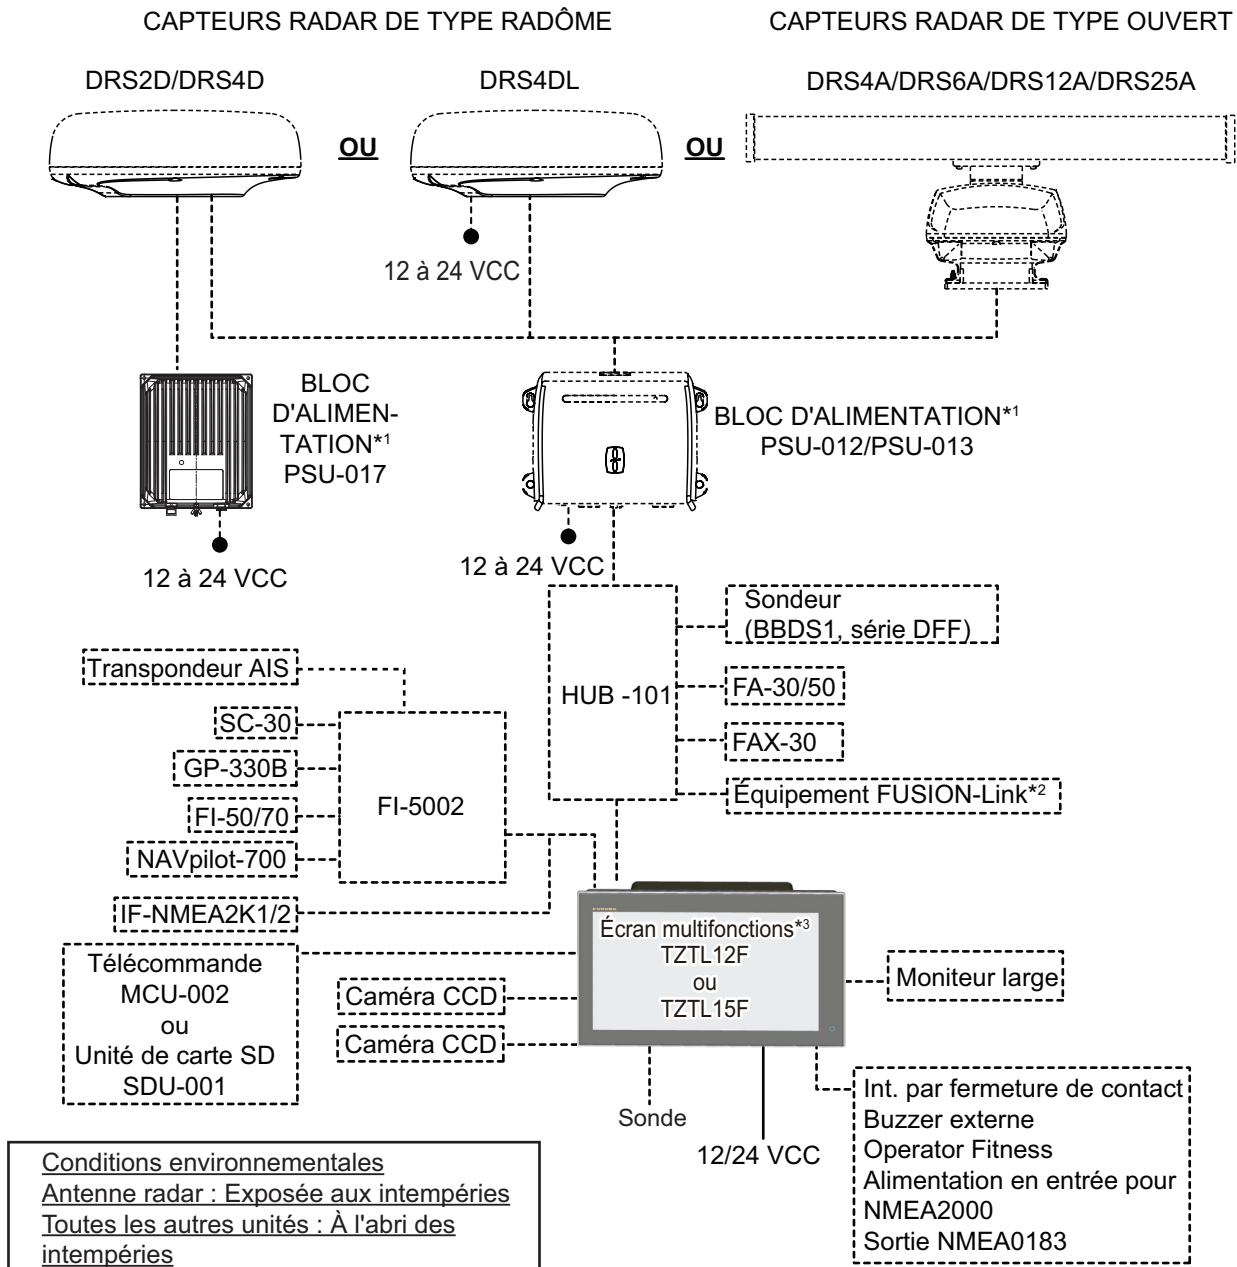 CAPTEURS RADAR DE TYPE RADÔME
CAPTEURS RADAR DE TYPE OUVERT
DRS2D/DRS4D
DRS4DL
DRS4A/DRS6A/DRS12A/DRS25A
OU
OU
12 à 24 VCC
BLOC
D'ALIMEN-
TATION*1
PSU-017
BLOC D'ALIMENTATION*1
PSU-012/PSU-013
12 à 24 VCC
12 à 24 VCC
Sondeur
(BBDS1, série DFF)
Transpondeur AIS
HUB -101
FA-30/50
SC-30
FAX-30
GP-330B
Équipement FUSION-Link*2
FI-5002
FI-50/70
NAVpilot-700
IF-NMEA2K1/2
FURUNO
Écran multifonctions*3
TZTL12F
ou
TZTL15F
Télécommande
MCU-002
ou
Unité de carte SD
SDU-001
Caméra CCD
Caméra CCD
Moniteur large
Sonde
12/24 VCC
Int. par fermeture de contact
Buzzer externe
Operator Fitness
Alimentation en entrée pour
NMEA2000
Sortie NMEA0183
Conditions environnementales
Antenne radar : Exposée aux intempéries
Toutes les autres unités : À l'abri des
intempéries